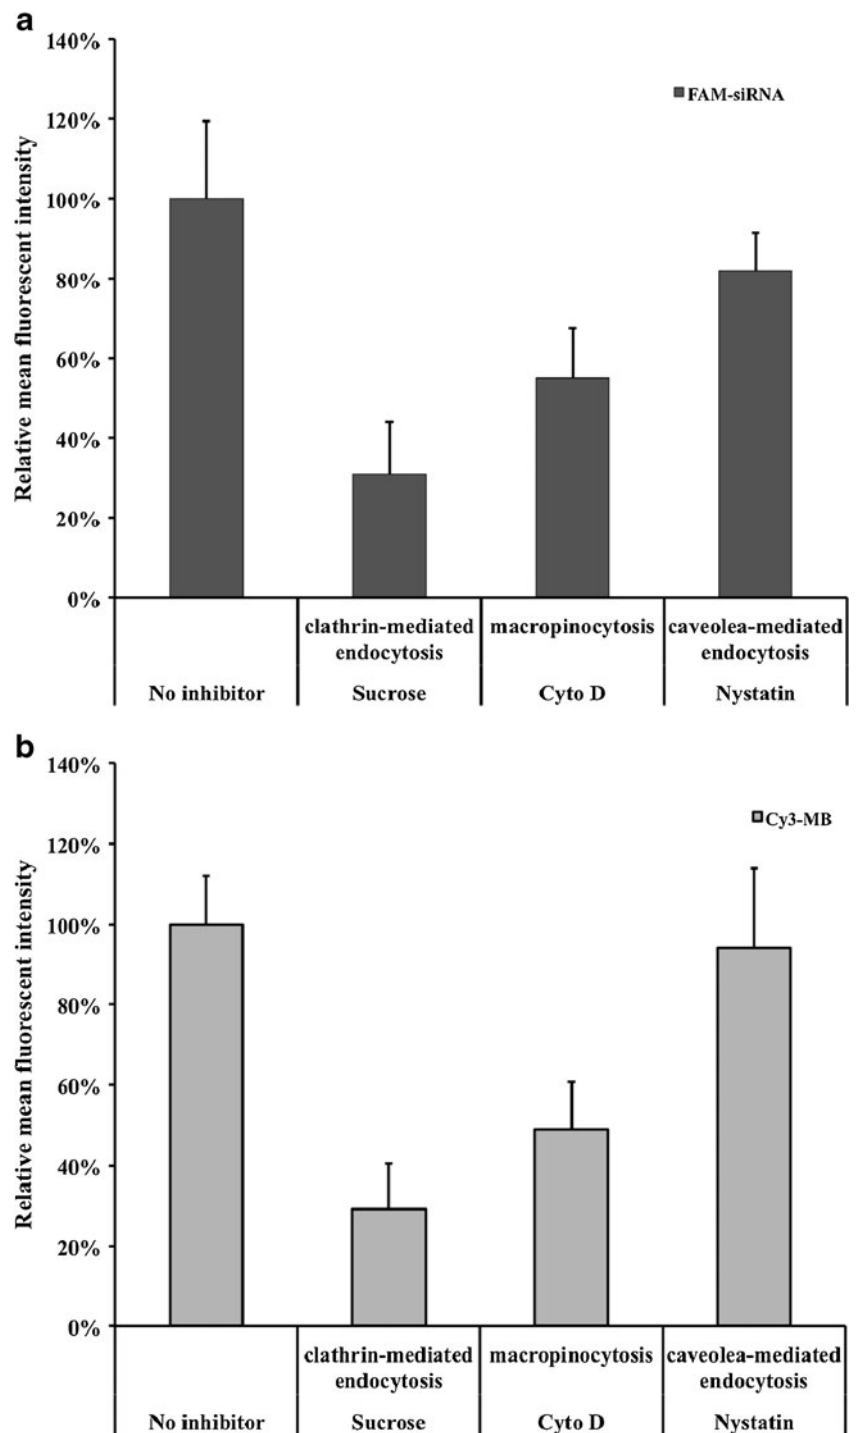 a
140%
120%
100%
80%
60%
40%
20%
0%
Relative mean fluorescent intensity
FAM-siRNA
clathrin-mediated endocytosis
macropinocytosis
caveolea-mediated endocytosis
No inhibitor
Sucrose
Cyto D
Nystatin
b
140%
120%
100%
80%
60%
40%
20%
0%
Relative mean fluorescent intensity
Cy3-MB
clathrin-mediated endocytosis
macropinocytosis
caveolea-mediated endocytosis
No inhibitor
Sucrose
Cyto D
Nystatin